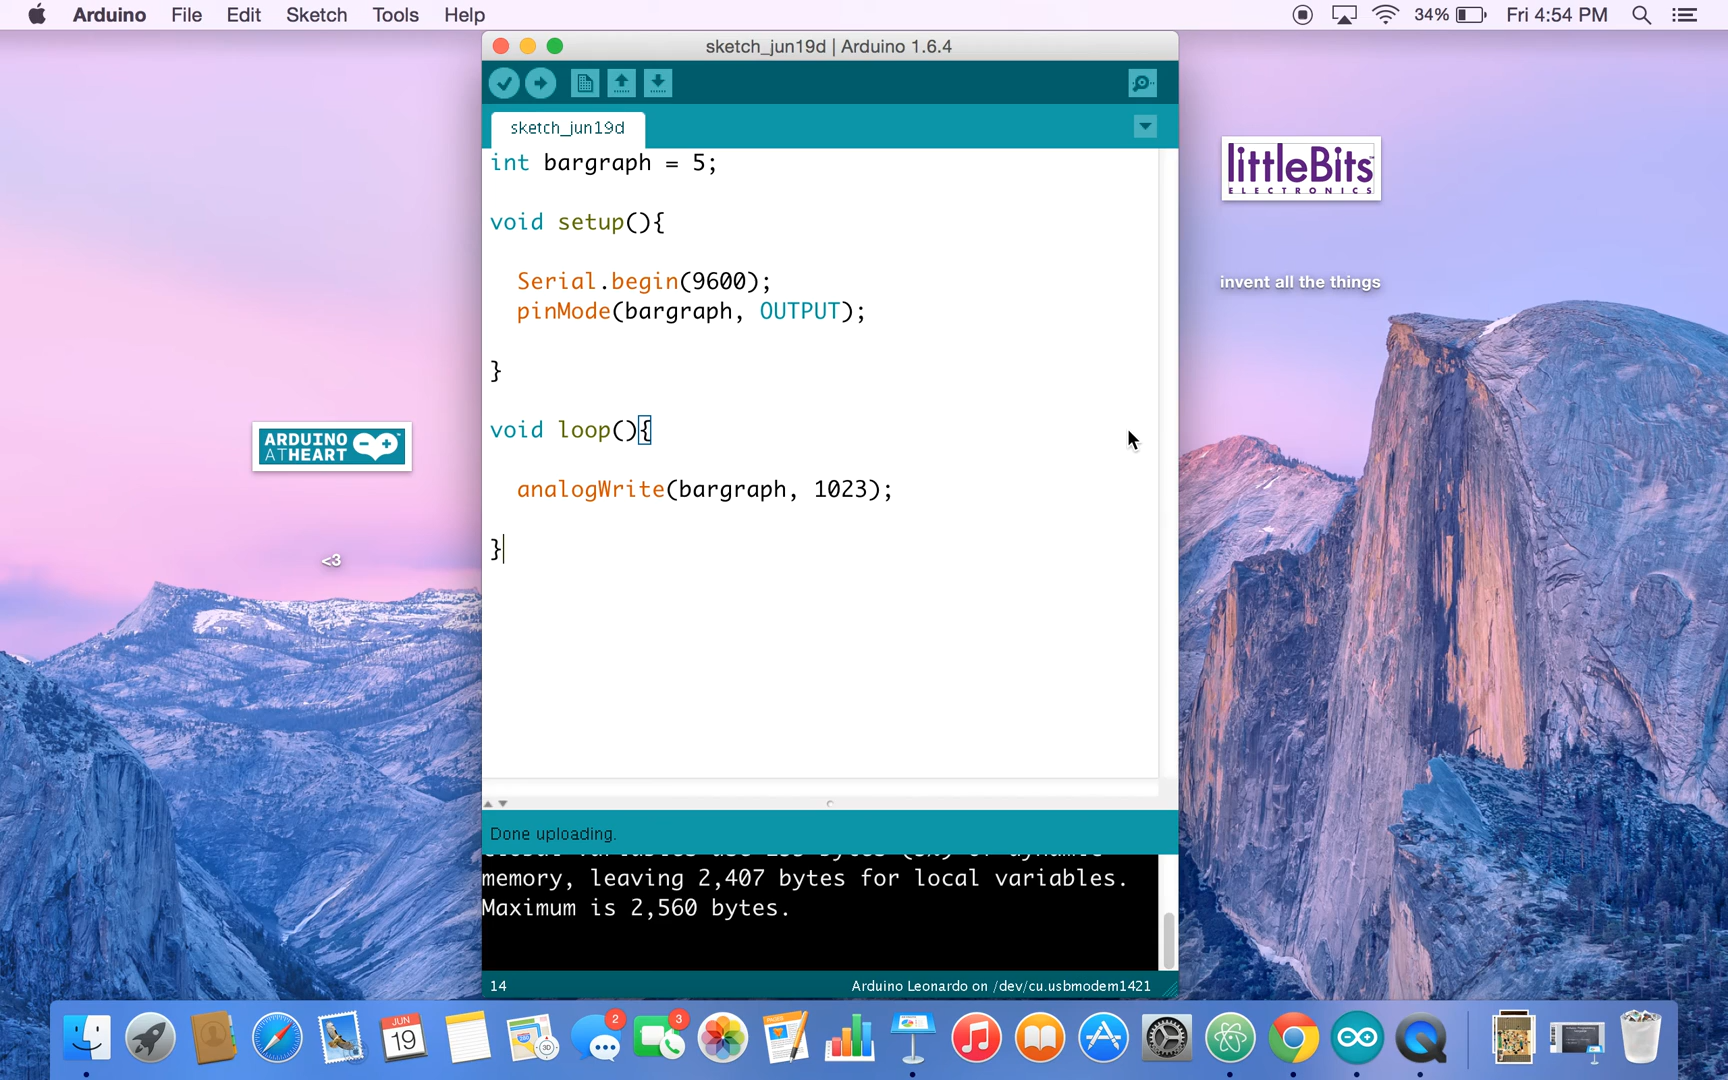 Arduino File Edit Sketch Tools Help 34% Fri 4:54 PM
sketch_jun19d | Arduino 1.6.4
sketch_jun19d
int bargraph = 5;
void setup(){
Serial.begin(9600);
pinMode(bargraph, OUTPUT);
}
void loop(){
analogWrite(bargraph, 1023);
}
Done uploading.
memory, leaving 2,407 bytes for local variables.
Maximum is 2,560 bytes.
14 Arduino Leonardo on /dev/cu.usbmodem1421
ARDUINO
AT HEART
<3
littleBits
ELECTRONICS
invent all the things
JUN
19
3D
2
3